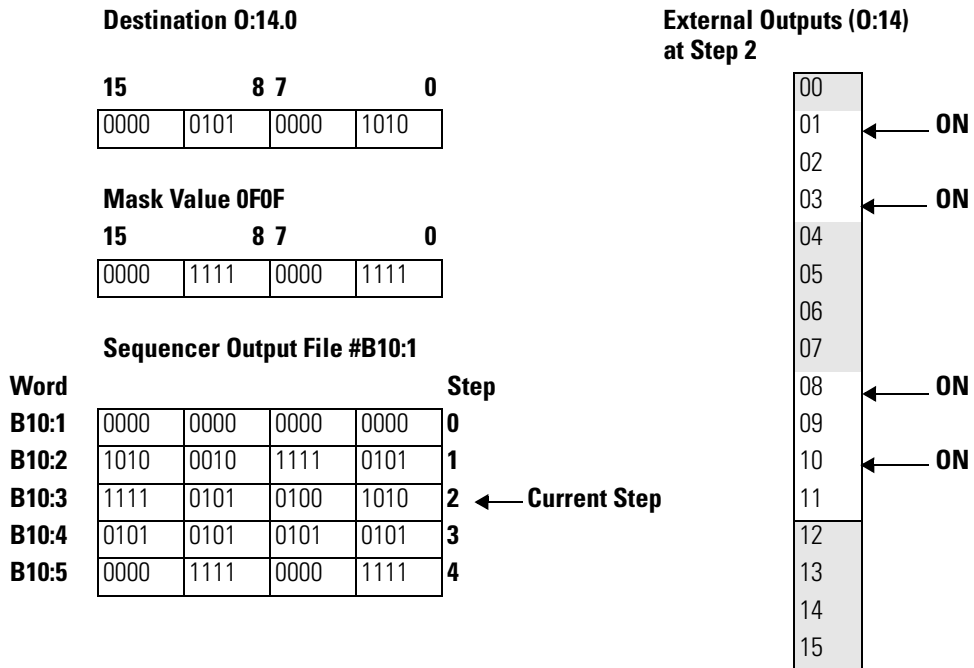 Destination O:14.0
15 8 7 0
0000 0101 0000 1010
Mask Value 0F0F
15 8 7 0
0000 1111 0000 1111
Sequencer Output File #B10:1
Word Step
B10:1 0000 0000 0000 0000 0
B10:2 1010 0010 1111 0101 1
B10:3 1111 0101 0100 1010 2 Current Step
B10:4 0101 0101 0101 0101 3
B10:5 0000 1111 0000 1111 4
External Outputs (O:14)
at Step 2
00
01 ON
02
03 ON
04
05
06
07
08 ON
09
10 ON
11
12
13
14
15